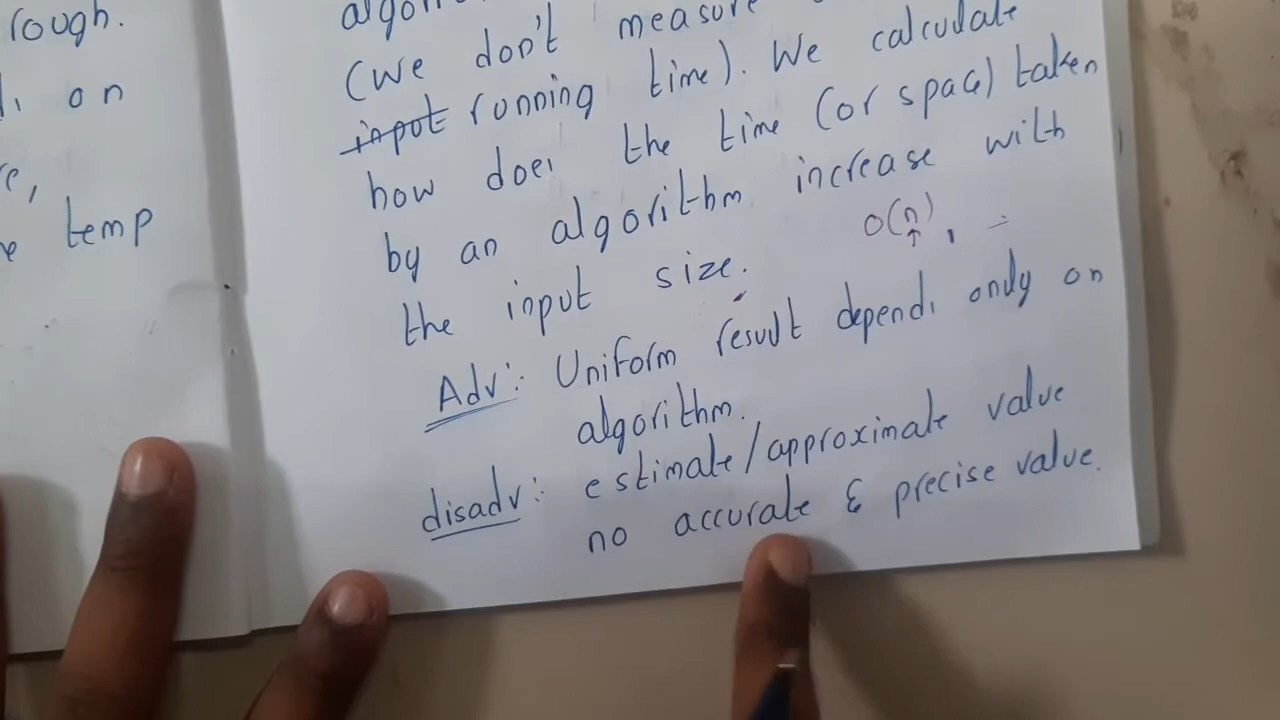 rough.
on
temp
algo
(We don't measure
input running time). We calculate
how does the time (or space) taken
by an algorithm increase with
the input size.
O(n),
Adv:- Uniform result depends only on
algorithm.
disadv:- estimate/approximate value
no accurate & precise value.